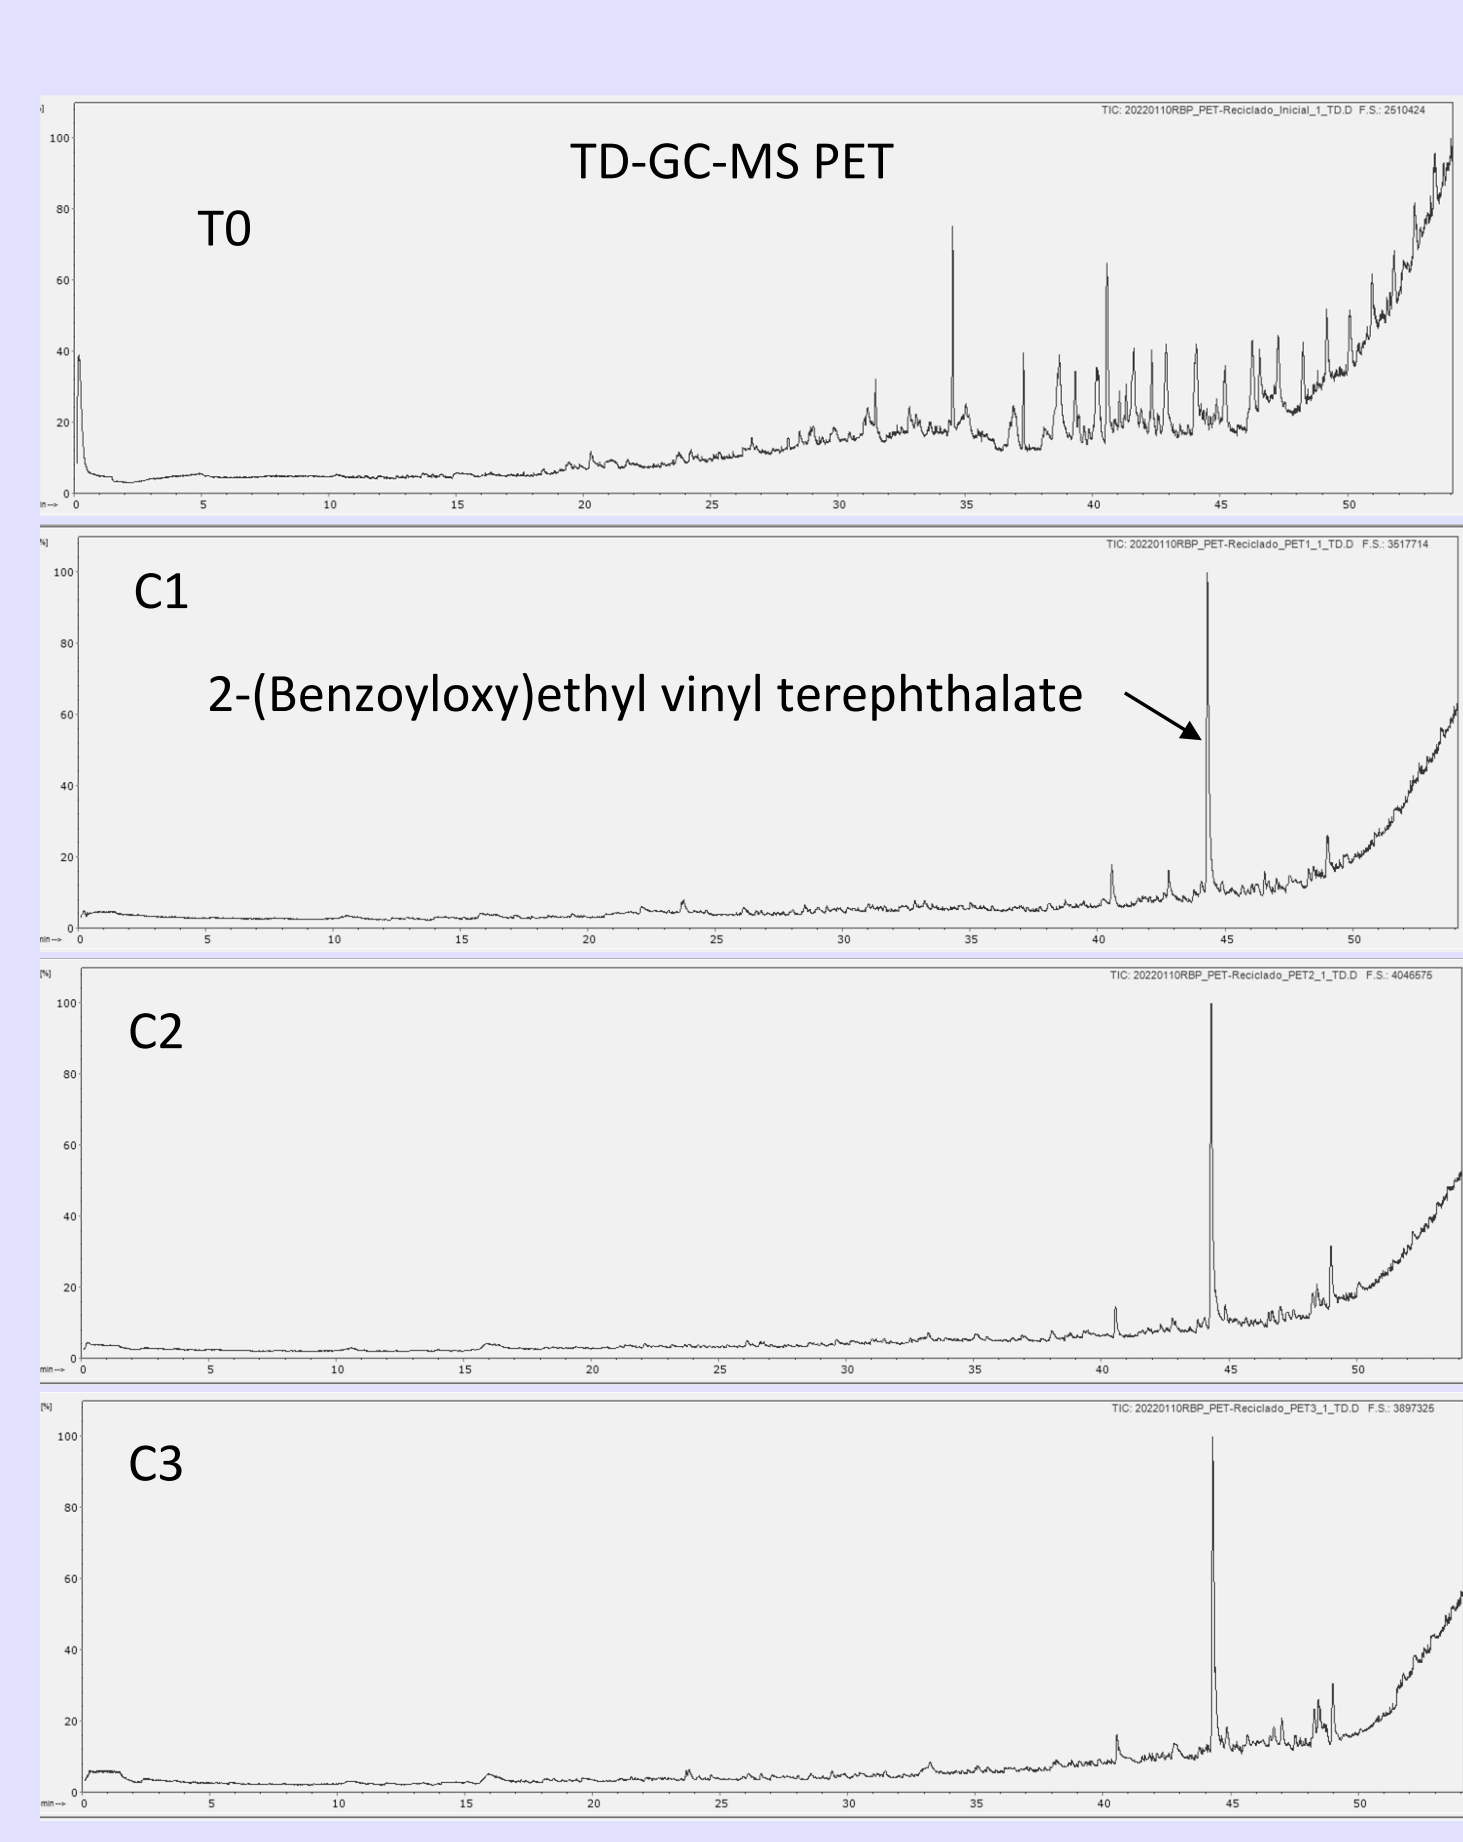 TIC: 20220110RBP_PET-Reciclado_Inicial_1_TD.D F.S.: 2510424
TD-GC-MS PET
T0
100
80
60
40
20
0
0 5 10 15 20 25 30 35 40 45 50
[%]
TIC: 20220110RBP_PET-Reciclado_PET1_1_TD.D F.S.: 3517714
C1
2-(Benzoyloxy)ethyl vinyl terephthalate
100
80
60
40
20
0
min-->
0 5 10 15 20 25 30 35 40 45 50
[%]
TIC: 20220110RBP_PET-Reciclado_PET2_1_TD.D F.S.: 4046575
C2
100
80
60
40
20
0
min-->
0 5 10 15 20 25 30 35 40 45 50
[%]
TIC: 20220110RBP_PET-Reciclado_PET3_1_TD.D F.S.: 3897325
C3
100
80
60
40
20
0
min-->
0 5 10 15 20 25 30 35 40 45 50